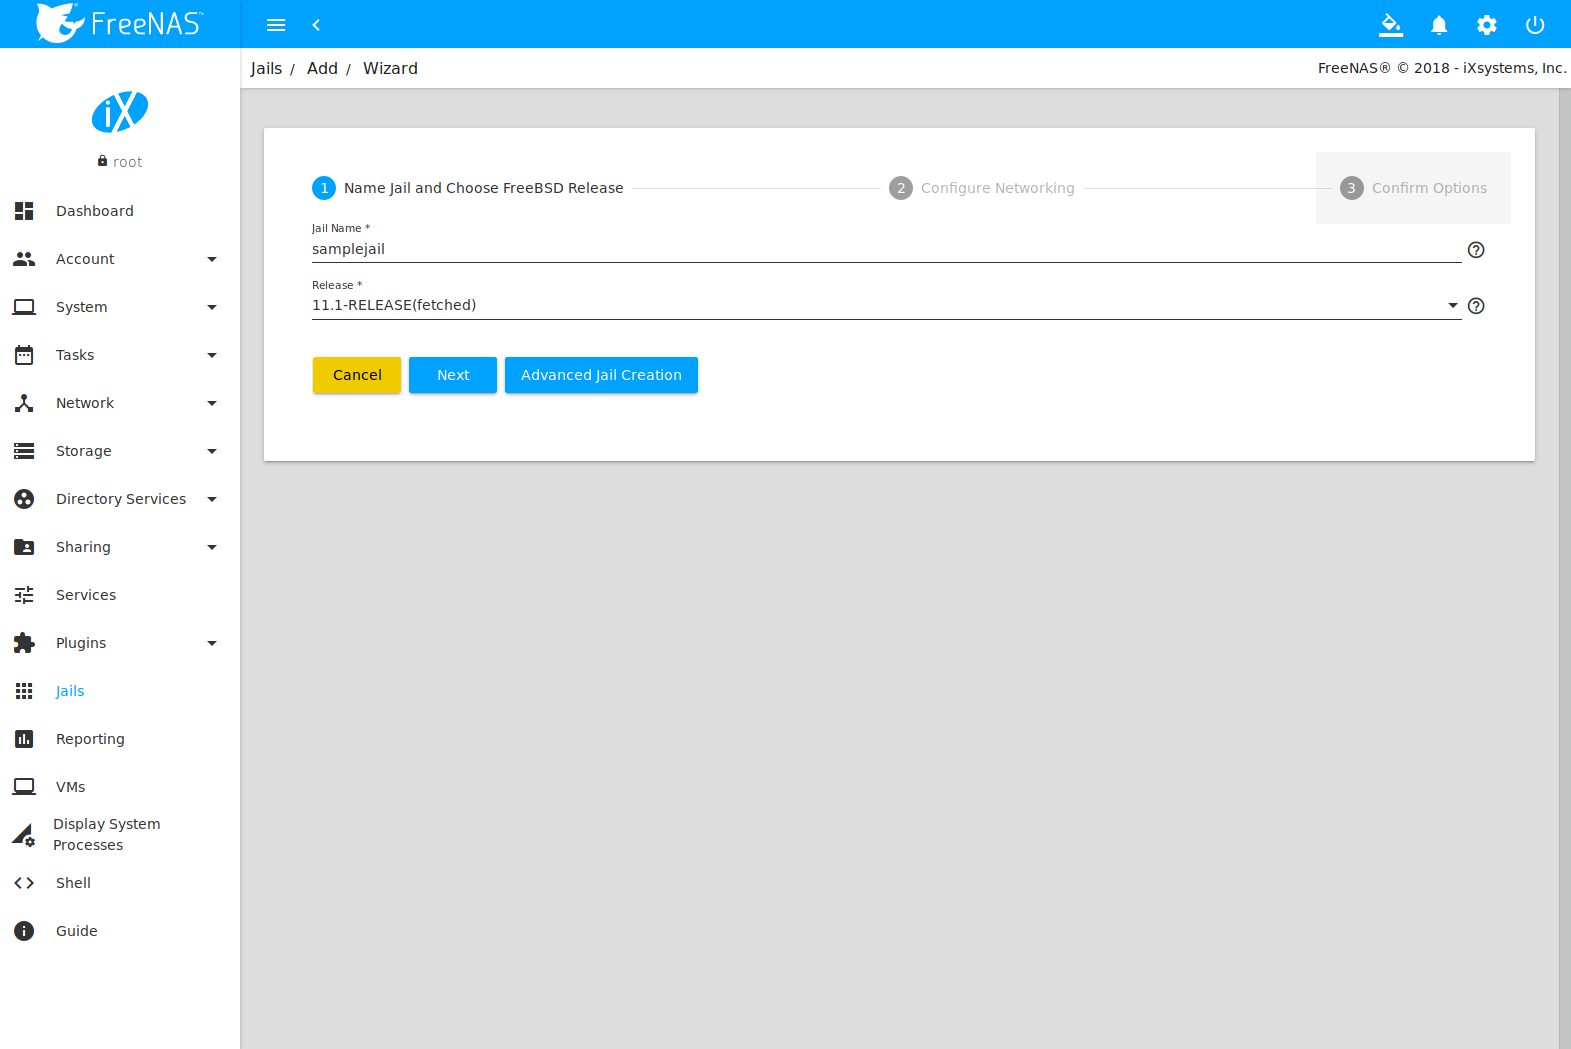 FreeNAS™
Jails / Add / Wizard
FreeNAS® © 2018 - iXsystems, Inc.
iX
root
Dashboard
Account
System
Tasks
Network
Storage
Directory Services
Sharing
Services
Plugins
Jails
Reporting
VMs
Display System
Processes
Shell
Guide
1 Name Jail and Choose FreeBSD Release
2 Configure Networking
3 Confirm Options
Jail Name *
samplejail
Release *
11.1-RELEASE(fetched)
Cancel
Next
Advanced Jail Creation